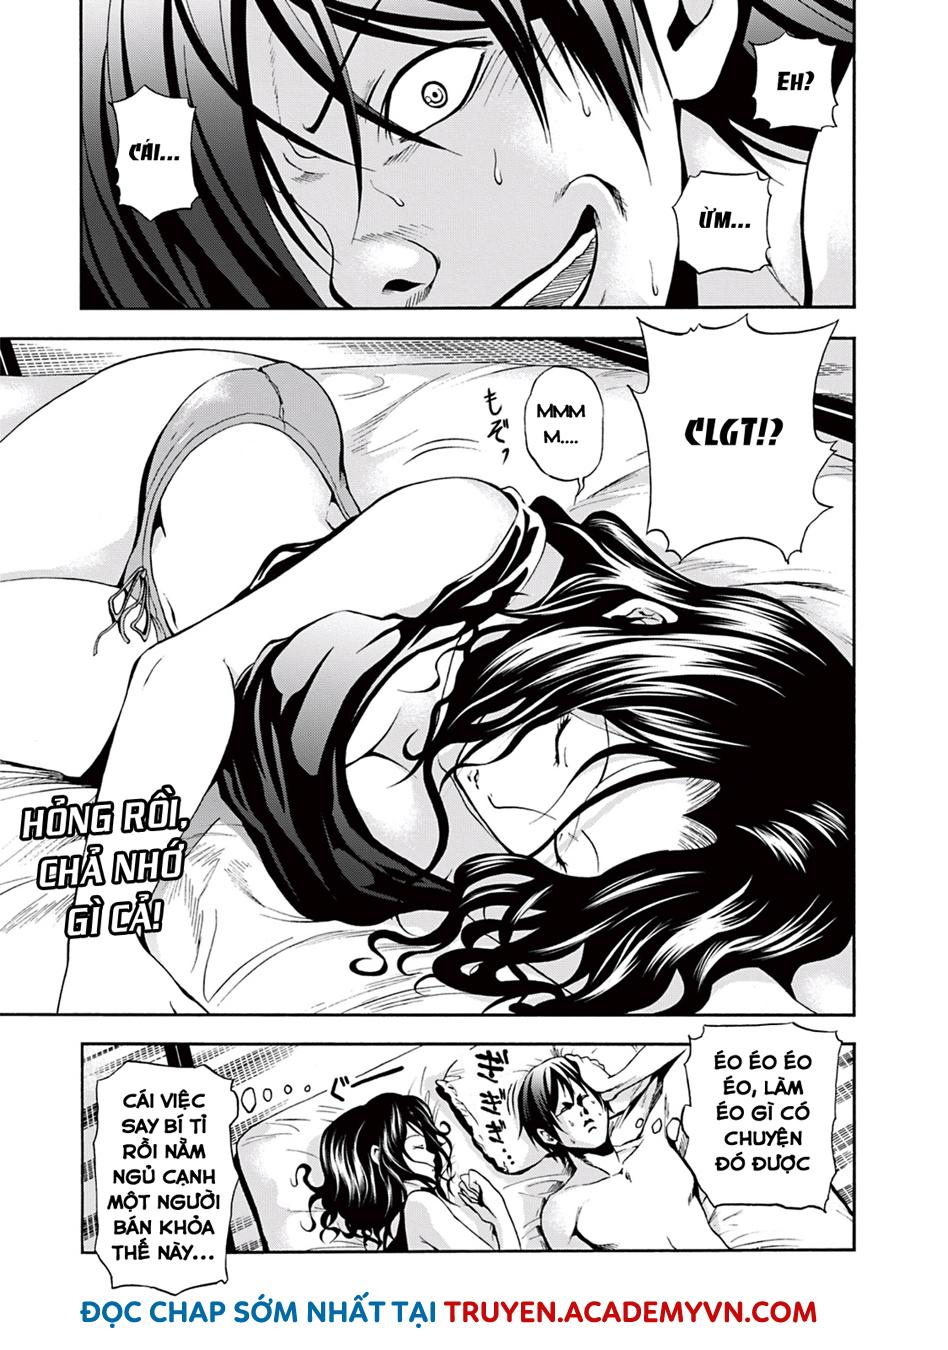 EH?
ỪM...
CÁI...
CLGT!?
MMM
M....
もぞっ
HỎNG RỒI,
CHẢ NHỚ
GÌ CẢ!
ÉO ÉO ÉO
ÉO, LÀM
ÉO GÌ CÓ
CHUYỆN
ĐÓ ĐƯỢC
CÁI VIỆC
SAY BÍ TỈ
RỒI NẰM
NGỦ CẠNH
MỘT NGƯỜI
BÁN KHỎA
THẾ NÀY...
ĐỌC CHAP SỚM NHẤT TẠI TRUYEN.ACADEMYVN.COM